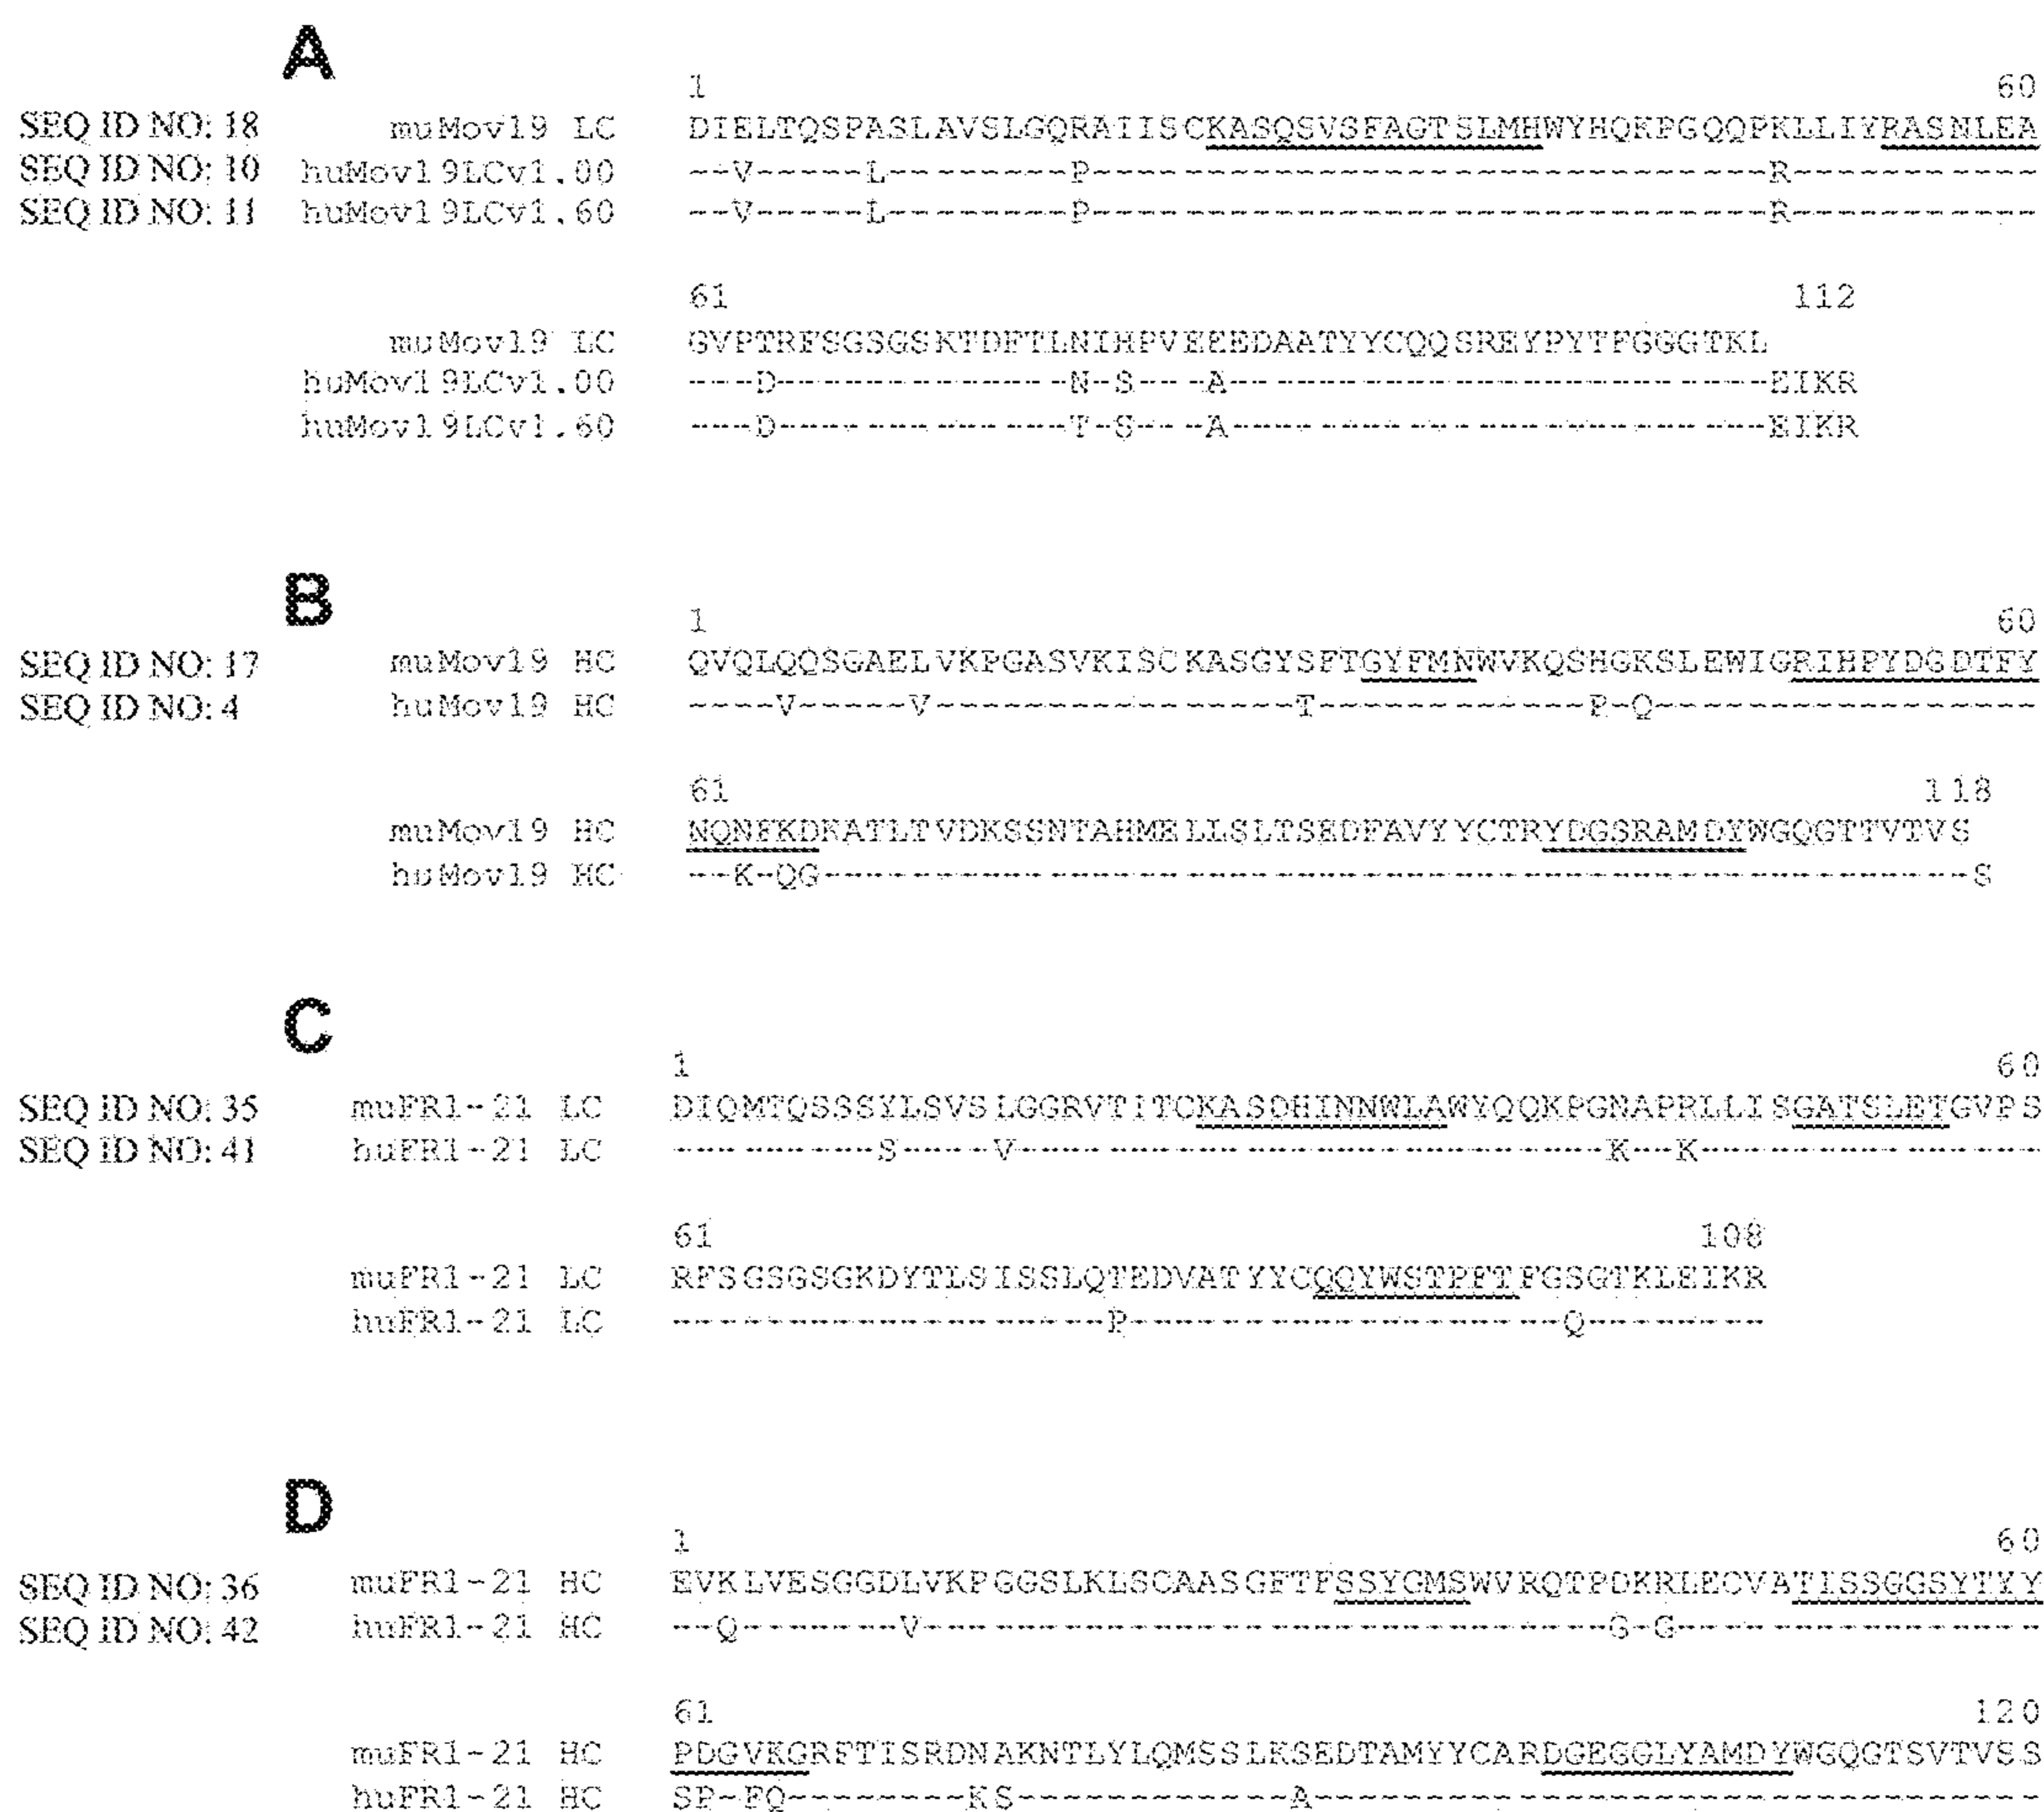 A
1 60
SEQ ID NO: 18 muMov19 LC DIELTQSPASLAVSLGQRAIISCKASQSVSFAGTSLMHWYHQKPGQQPKLLIYRASNLEA
SEQ ID NO: 10 huMov19LCv1.00 --V-----L--------P------------------------------R-----------
SEQ ID NO: 11 huMov19LCv1.60 --V-----L--------P------------------------------R-----------
61 112
muMov19 LC GVPTRFSGSGSKTDFTLNIHPVEEEDAATYYCQQSREYPYTFGGGTKL
huMov19LCv1.00 ---D-------------N-S---A------------------------EIKR
huMov19LCv1.60 ---D-------------T-S---A------------------------EIKR
B
1 60
SEQ ID NO: 17 muMov19 HC QVQLQQSGAELVKPGASVKISCKASGYSFTGYFMNWVKQSHGKSLEWIGRIHPYDGDTFY
SEQ ID NO: 4 huMov19 HC ----V-----V----------------T------------P-Q-----------------
61 118
muMov19 HC NQNFKDKATLTVDKSSNTAHMELLSLTSEDFAVYYCTRYDGSRAMDYWGQGTTVTVS
huMov19 HC --K-QG---------------------------------------------------S
C
1 60
SEQ ID NO: 35 muFR1-21 LC DIQMTQSSSYLSVSLGGRVTITCKASDHINNWLAWYQQKPGNAPRLLISGATSLETGVPS
SEQ ID NO: 41 huFR1-21 LC ---------S----V--------------------------K--K---------------
61 108
muFR1-21 LC RFSGSGSGKDYTLSISSLQTEDVATYYCQQYWSTPFTFGSGTKLEIKR
huFR1-21 LC -------------------P-------------------Q--------
D
1 60
SEQ ID NO: 36 muFR1-21 HC EVKLVESGGDLVKPGGSLKLSCAASGFTFSSYGMSWVRQTPDKRLECVATISSGGSYTYY
SEQ ID NO: 42 huFR1-21 HC --Q-------V------------------------------G-G----------------
61 120
muFR1-21 HC PDGVKGRFTISRDNAKNTLYLQMSSLKSEDTAMYYCARDGEGGLYAMDYWGQGTSVTVSS
huFR1-21 HC SP-FQ--------KS------------A--------------------------------